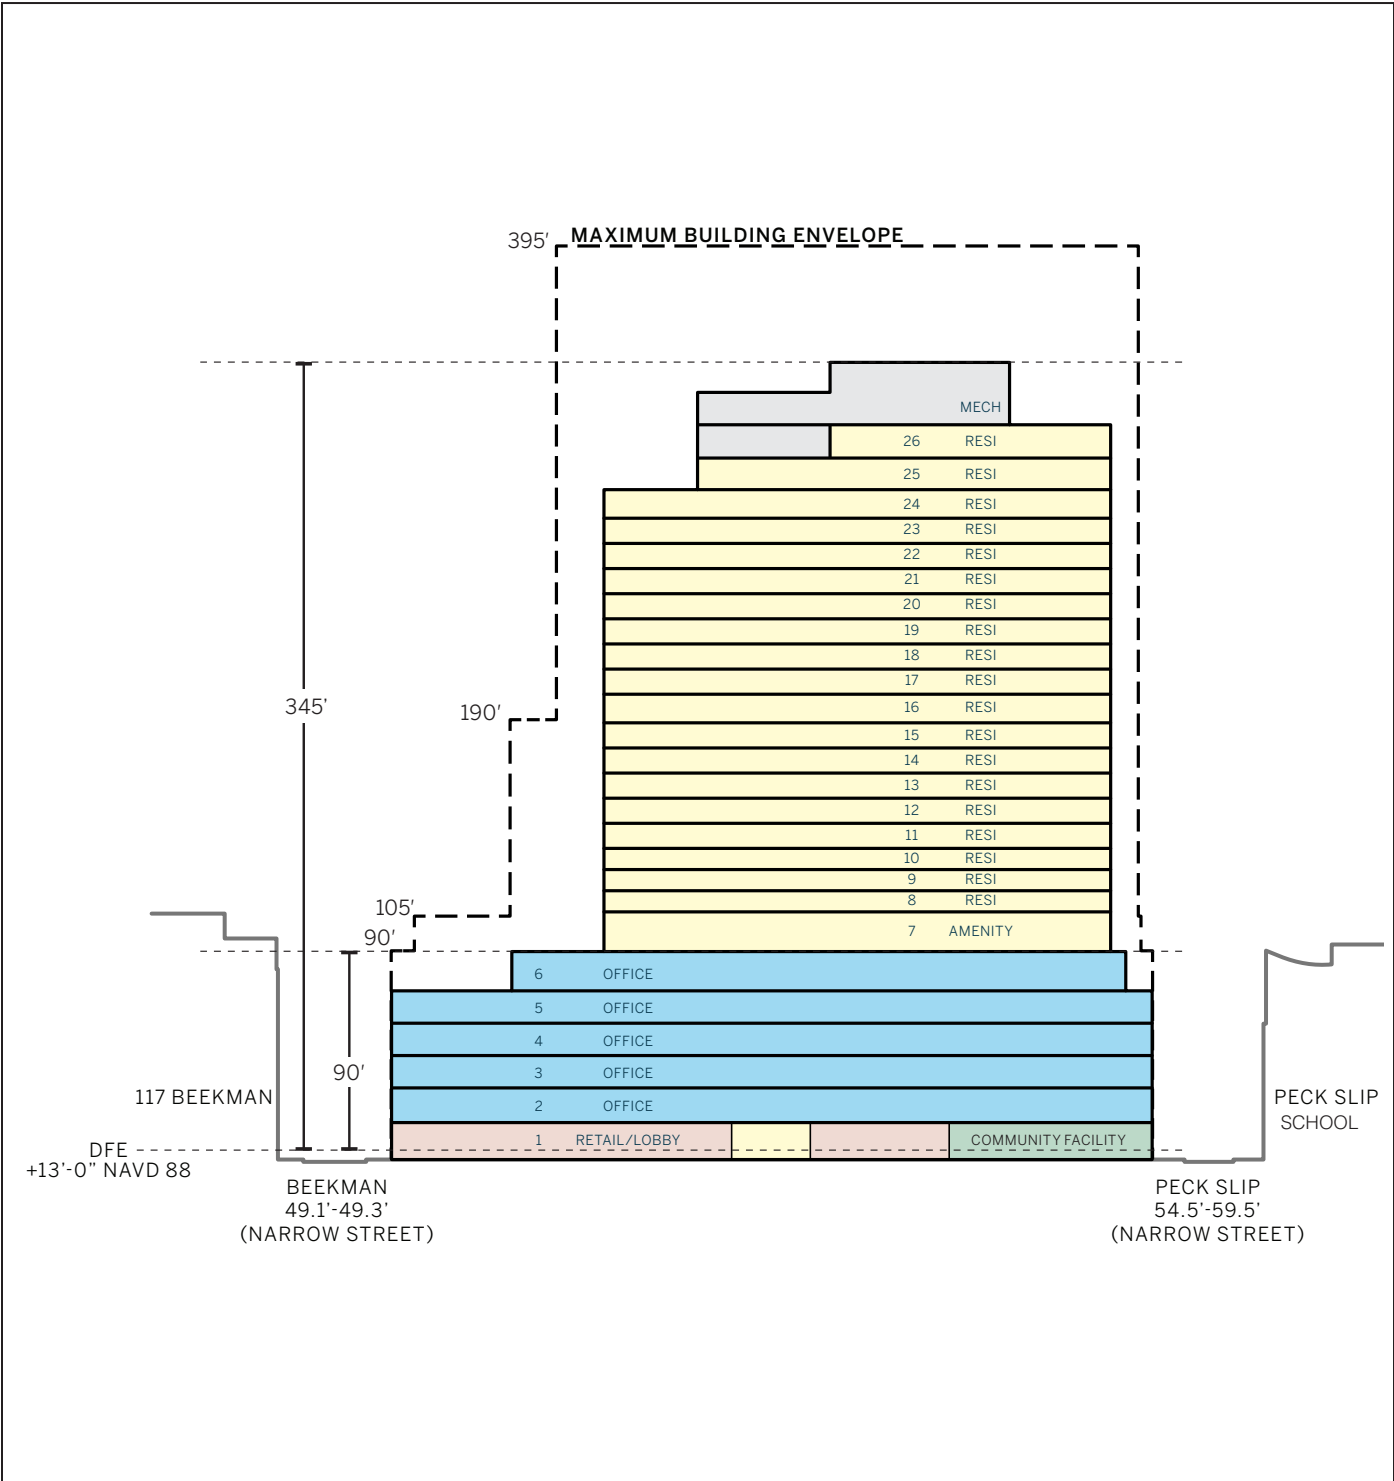 395' MAXIMUM BUILDING ENVELOPE
MECH
26 RESI
25 RESI
24 RESI
23 RESI
22 RESI
21 RESI
20 RESI
19 RESI
18 RESI
17 RESI
345'
190'
16 RESI
15 RESI
14 RESI
13 RESI
12 RESI
11 RESI
10 RESI
9 RESI
8 RESI
105'
7 AMENITY
90'
6 OFFICE
5 OFFICE
4 OFFICE
3 OFFICE
90'
2 OFFICE
117 BEEKMAN
PECK SLIP
SCHOOL
1 RETAIL/LOBBY COMMUNITY FACILITY
DFE
+13'-0" NAVD 88
BEEKMAN
49.1'-49.3'
(NARROW STREET)
PECK SLIP
54.5'-59.5'
(NARROW STREET)